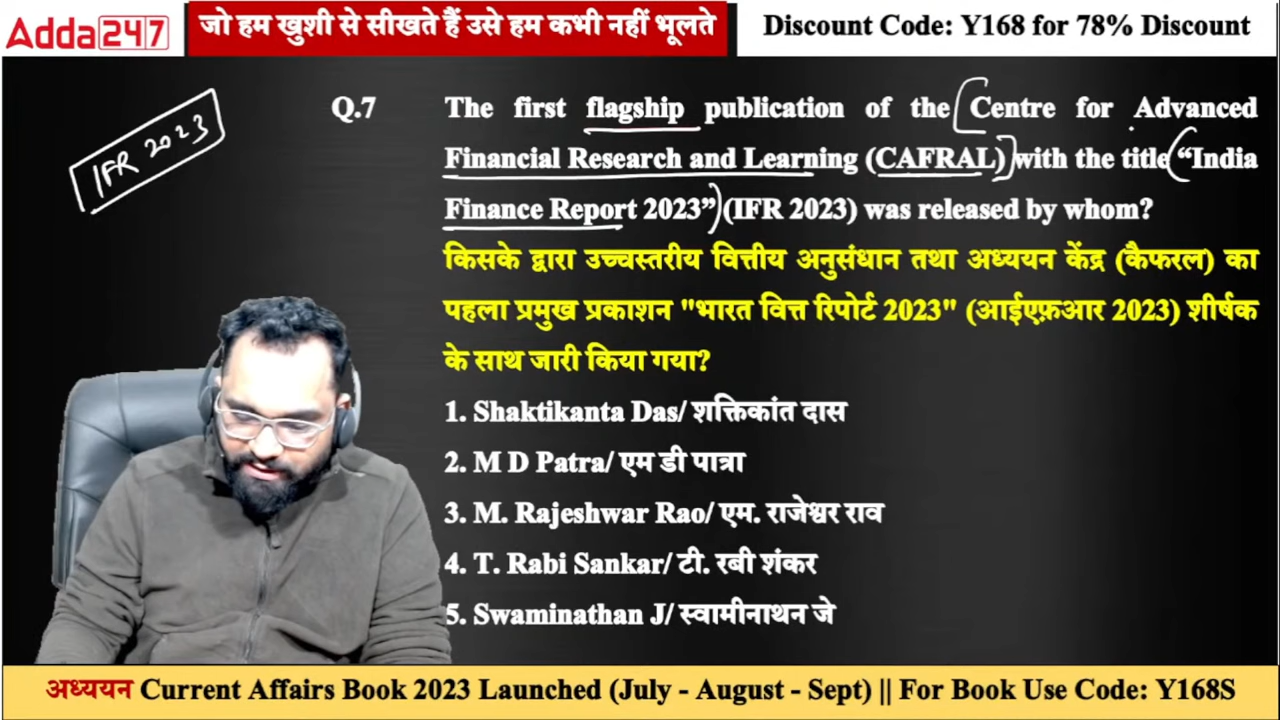 Adda247
जो हम खुशी से सीखते हैं उसे हम कभी नहीं भूलते
Discount Code: Y168 for 78% Discount
IFR 2023
Q.7 The first flagship publication of the Centre for Advanced
Financial Research and Learning (CAFRAL) with the title “India
Finance Report 2023” (IFR 2023) was released by whom?
किसके द्वारा उच्चस्तरीय वित्तीय अनुसंधान तथा अध्ययन केंद्र (कैफरल) का
पहला प्रमुख प्रकाशन "भारत वित्त रिपोर्ट 2023" (आईएफ़आर 2023) शीर्षक
के साथ जारी किया गया?
1. Shaktikanta Das/ शक्तिकांत दास
2. M D Patra/ एम डी पात्रा
3. M. Rajeshwar Rao/ एम. राजेश्वर राव
4. T. Rabi Sankar/ टी. रबी शंकर
5. Swaminathan J/ स्वामीनाथन जे
अध्ययन Current Affairs Book 2023 Launched (July - August - Sept) || For Book Use Code: Y168S